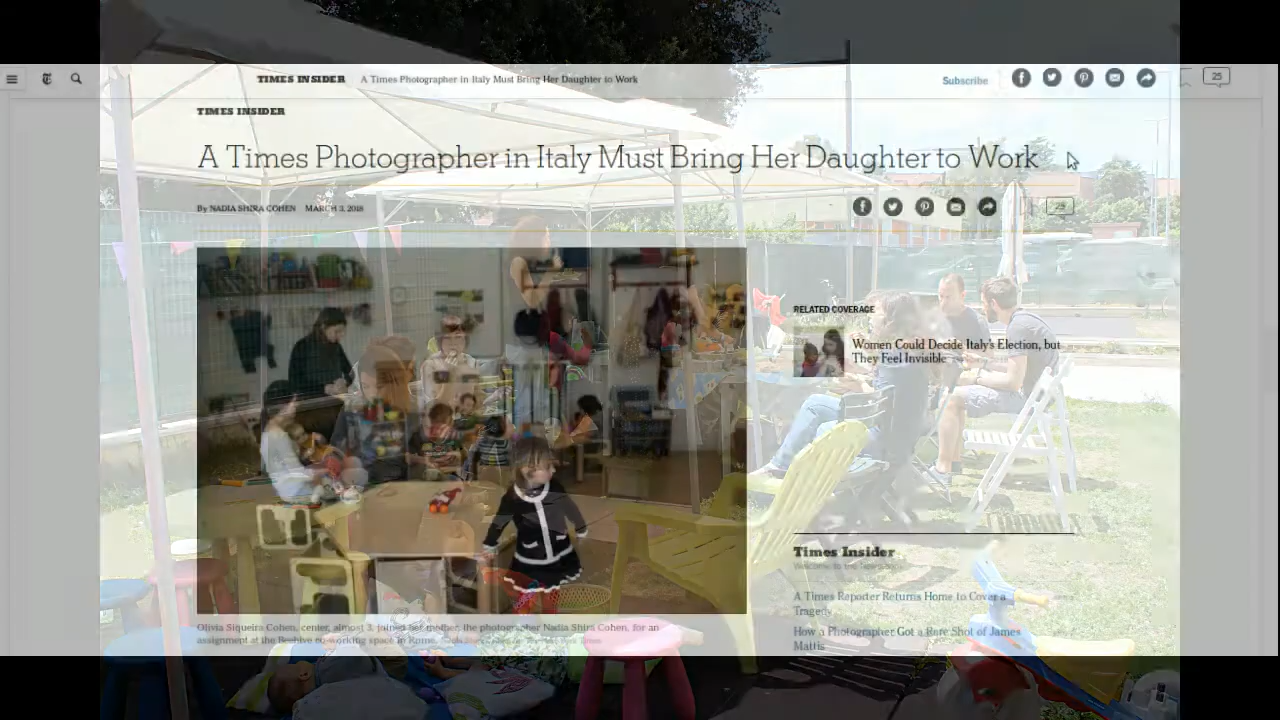 TIMES INSIDER A Times Photographer in Italy Must Bring Her Daughter to Work Subscribe 25
TIMES INSIDER
A Times Photographer in Italy Must Bring Her Daughter to Work
By NADIA SHIRA COHEN MARCH 3, 2018 25
RELATED COVERAGE
Women Could Decide Italy's Election, but
They Feel Invisible
Times Insider
Welcome to the
A Times Reporter Returns Home to Cover a
Tragedy
How a Photographer Got a Rare Shot of James
Mattis
Olivia Siqueira Cohen, center, almost 3, joined her mother, the photographer Nadia Shira Cohen, for an
assignment at the Beehive co-working space in Rome.